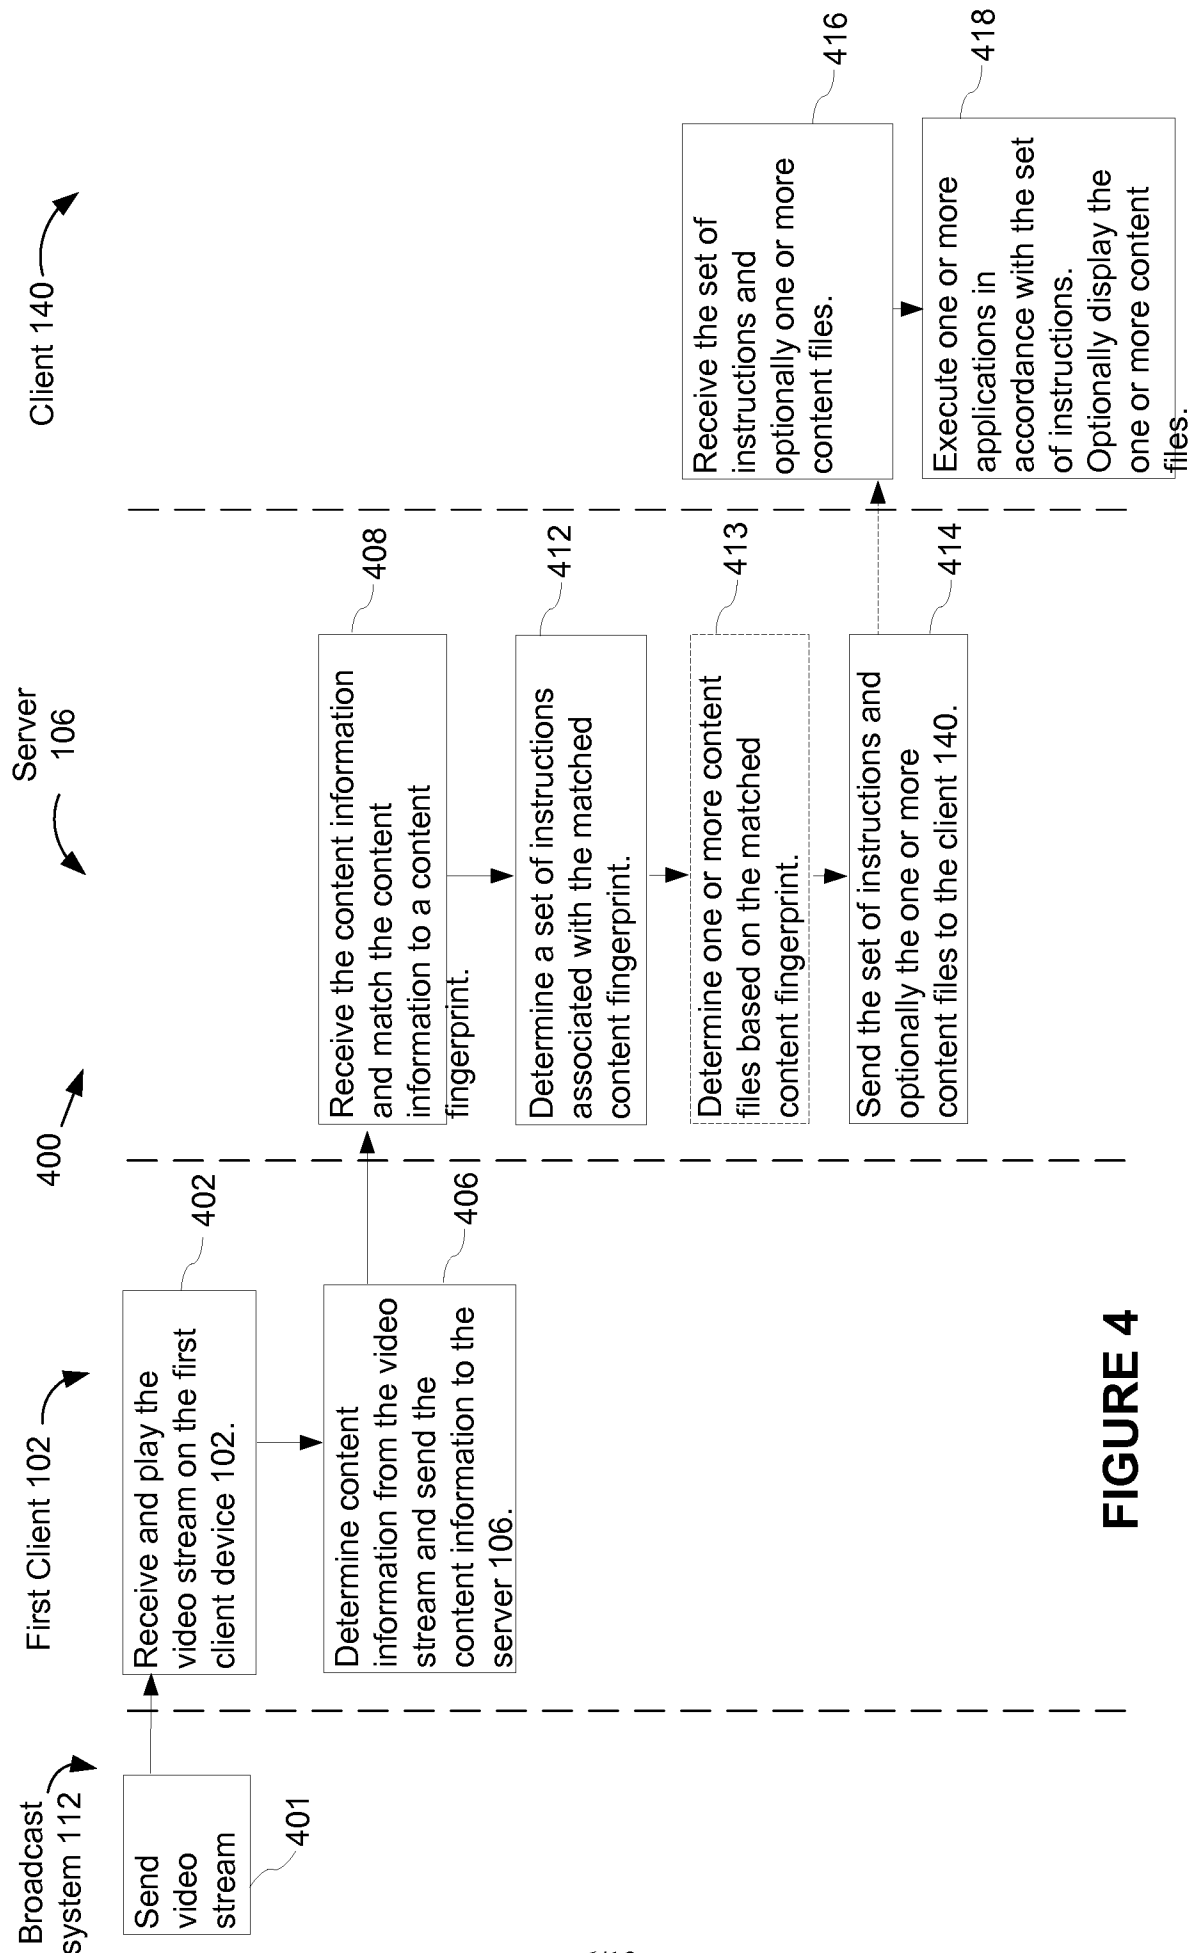 Broadcast
system 112
First Client 102
400
Server
106
Client 140
Send
video
stream
401
Receive and play the
video stream on the first
client device 102.
402
Determine content
information from the video
stream and send the
content information to the
server 106.
406
Receive the content information
and match the content
information to a content
fingerprint.
408
Determine a set of instructions
associated with the matched
content fingerprint.
412
Determine one or more content
files based on the matched
content fingerprint.
413
Send the set of instructions and
optionally the one or more
content files to the client 140.
414
Receive the set of
instructions and
optionally one or more
content files.
416
Execute one or more
applications in
accordance with the set
of instructions.
Optionally display the
one or more content
files.
418
FIGURE 4